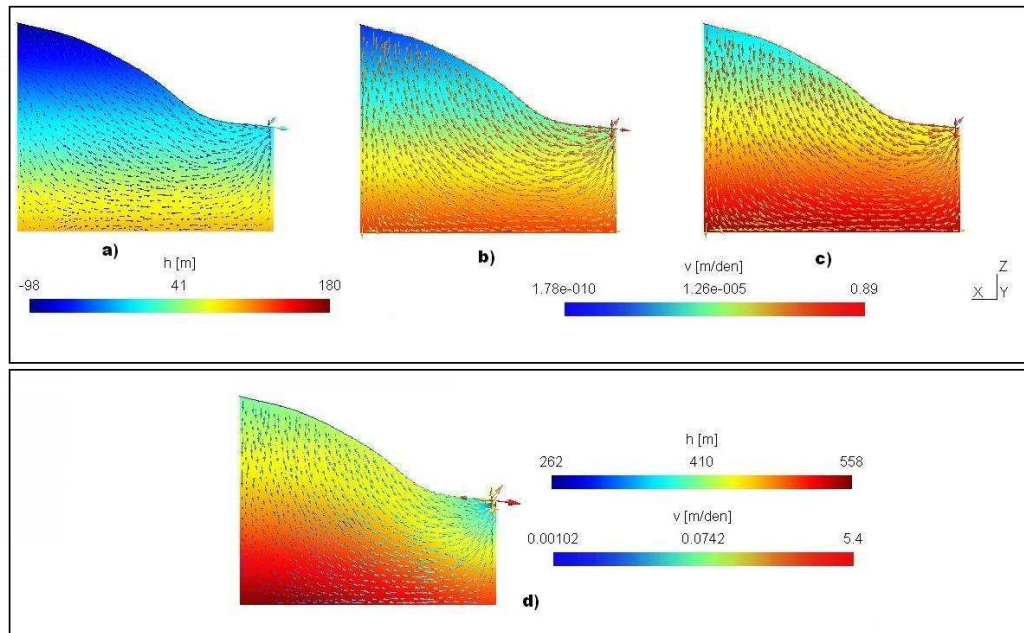 a)
b)
c)
h [m]
-98 41 180
v [m/den]
1.78e-010 1.26e-005 0.89
Z
X Y
h [m]
262 410 558
v [m/den]
0.00102 0.0742 5.4
d)